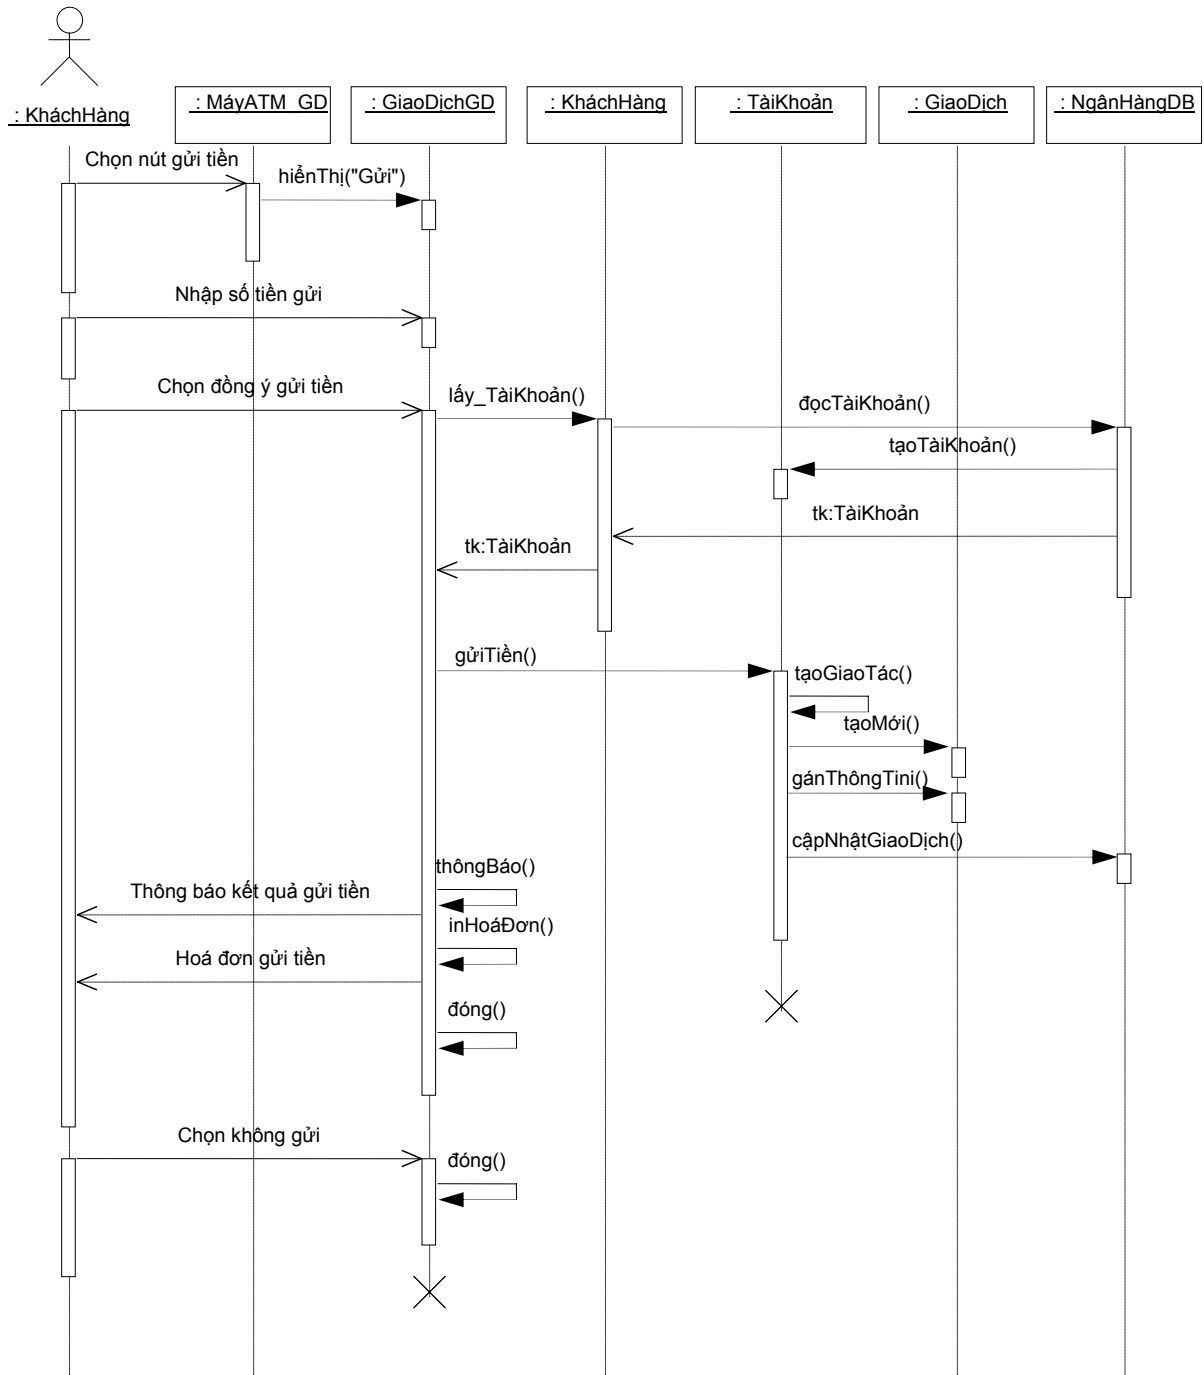 : KháchHàng
: MáyATM_GD
: GiaoDịchGD
: KháchHàng
: TàiKhoản
: GiaoDịch
: NgânHàngDB
Chọn nút gửi tiền
hiểnThị("Gửi")
Nhập số tiền gửi
Chọn đồng ý gửi tiền
lấy_TàiKhoản()
đọcTàiKhoản()
tạoTàiKhoản()
tk:TàiKhoản
tk:TàiKhoản
gửiTiền()
tạoGiaoTác()
tạoMới()
gánThôngTini()
cậpNhậtGiaoDịch()
thôngBáo()
Thông báo kết quả gửi tiền
inHoáĐơn()
Hoá đơn gửi tiền
đóng()
Chọn không gửi
đóng()